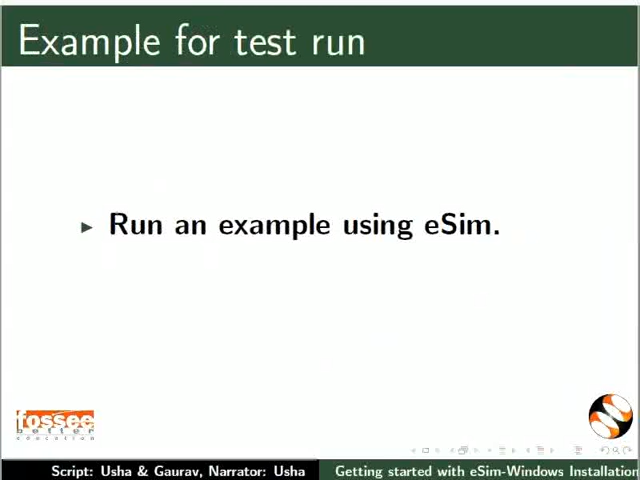 Example for test run
Run an example using eSim.
fossee
better
education
Script: Usha & Gaurav, Narrator: Usha
Getting started with eSim-Windows Installation